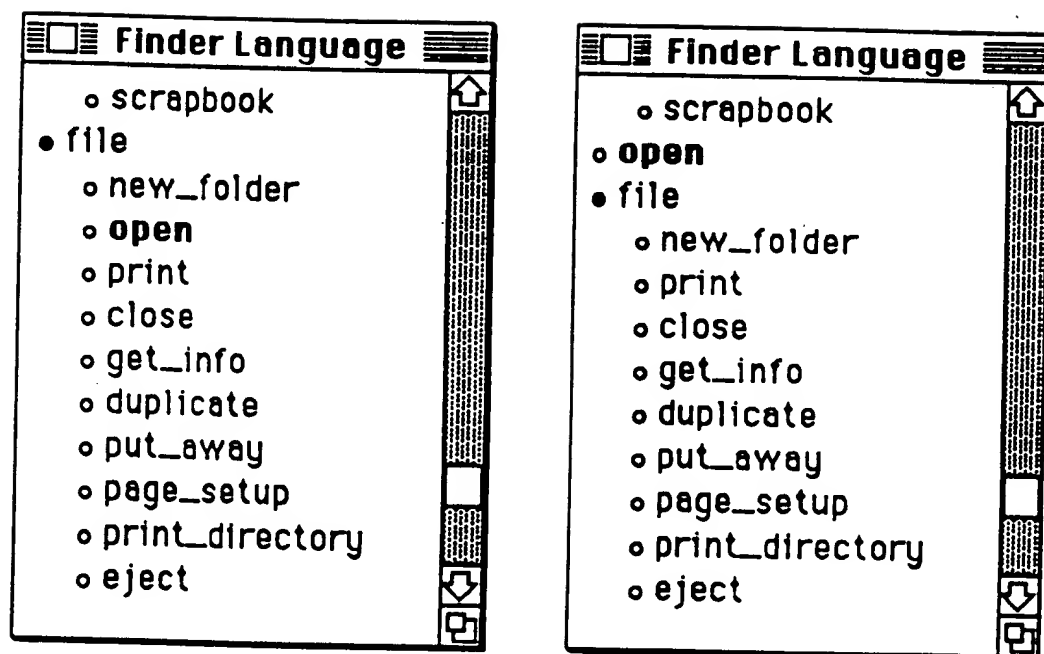 Finder Language
scrapbook
file
new_folder
open
print
close
get_info
duplicate
put_away
page_setup
print_directory
eject
Finder Language
scrapbook
open
file
new_folder
print
close
get_info
duplicate
put_away
page_setup
print_directory
eject